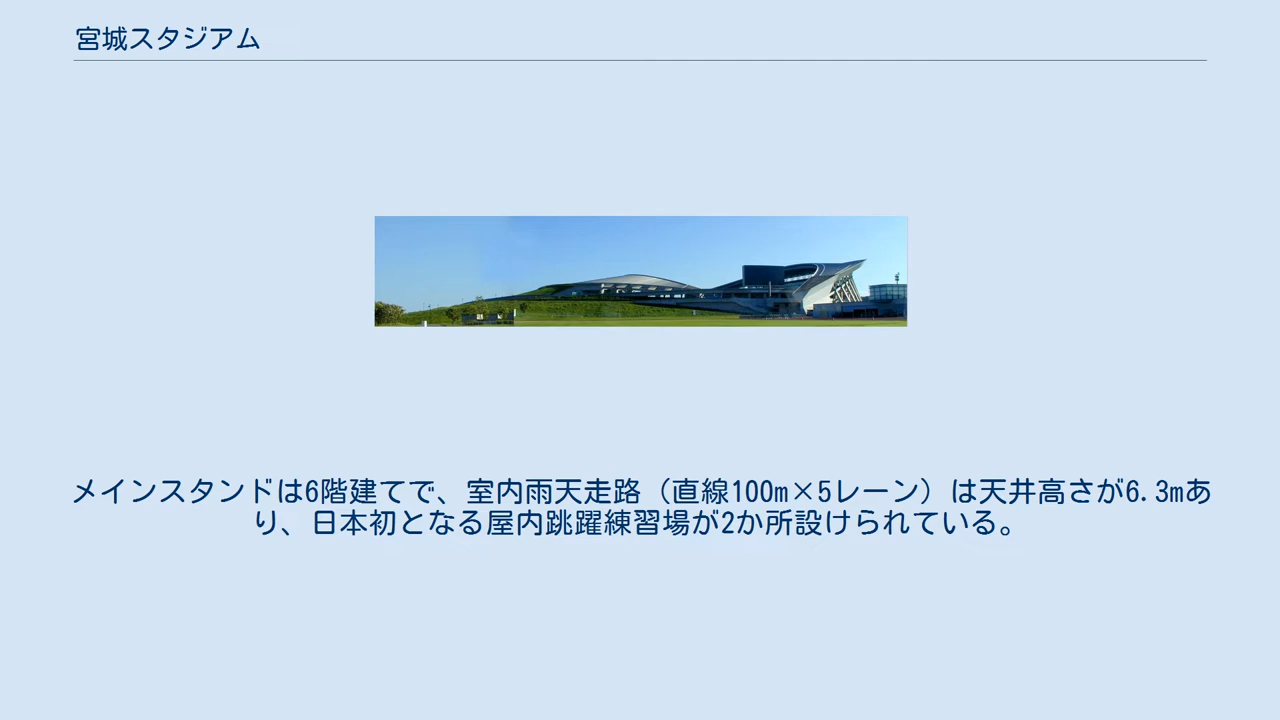 宮城スタジアム
メインスタンドは6階建てで、室内雨天走路（直線100m×5レーン）は天井高さが6.3mあ
り、日本初となる屋内跳躍練習場が2か所設けられている。